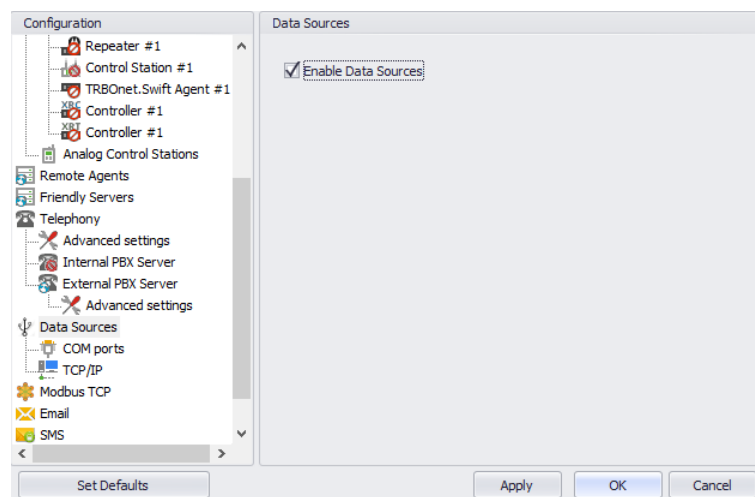 Configuration
Repeater #1
Control Station #1
TRBOnet.Swift Agent #1
XRC
Controller #1
XRT
Controller #1
Analog Control Stations
Remote Agents
Friendly Servers
Telephony
Advanced settings
Internal PBX Server
External PBX Server
Advanced settings
Data Sources
COM ports
TCP/IP
Modbus TCP
Email
SMS
Set Defaults
Data Sources
Enable Data Sources
Apply
OK
Cancel